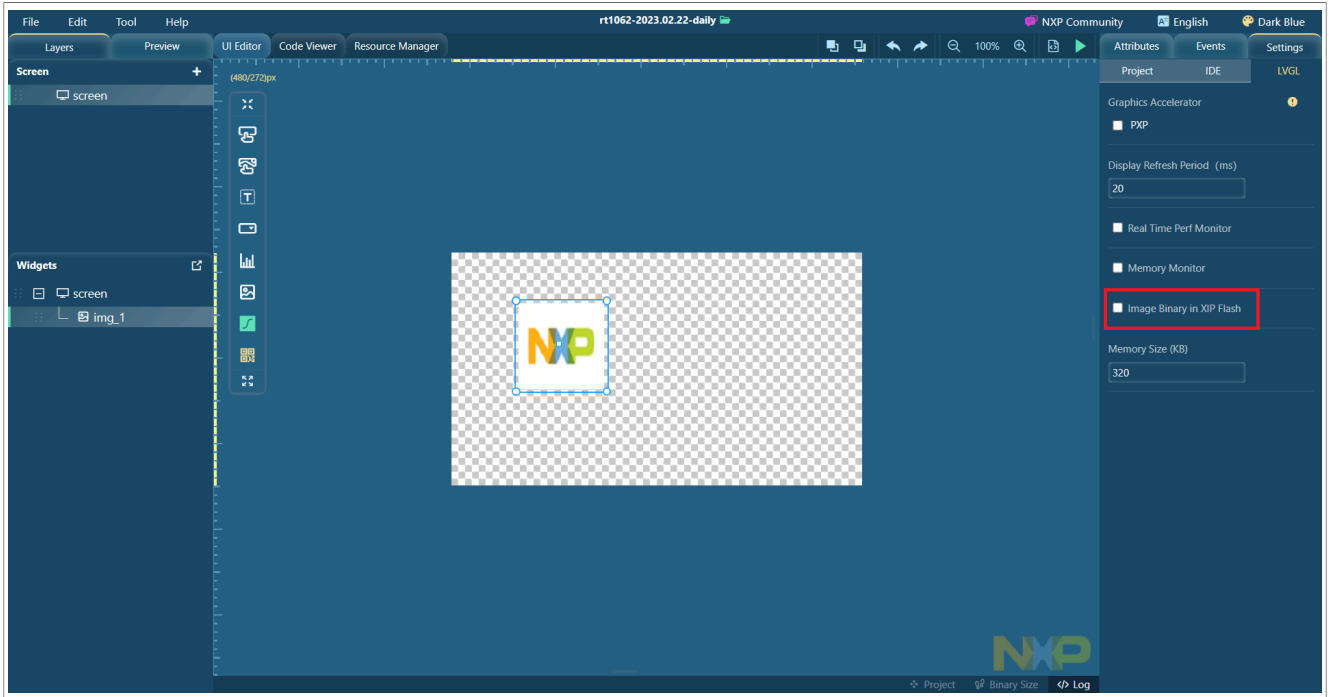 File Edit Tool Help
rt1062-2023.02.22-daily
NXP Community
English
Dark Blue
Layers Preview
UI Editor Code Viewer Resource Manager
100%
Attributes Events Settings
Screen +
screen
(480/272)px
T
Project IDE LVGL
Graphics Accelerator
PXP
Display Refresh Period (ms)
20
Real Time Perf Monitor
Memory Monitor
Image Binary in XIP Flash
Memory Size (KB)
320
Widgets
screen
img_1
NXP
NXP
Project Binary Size </> Log